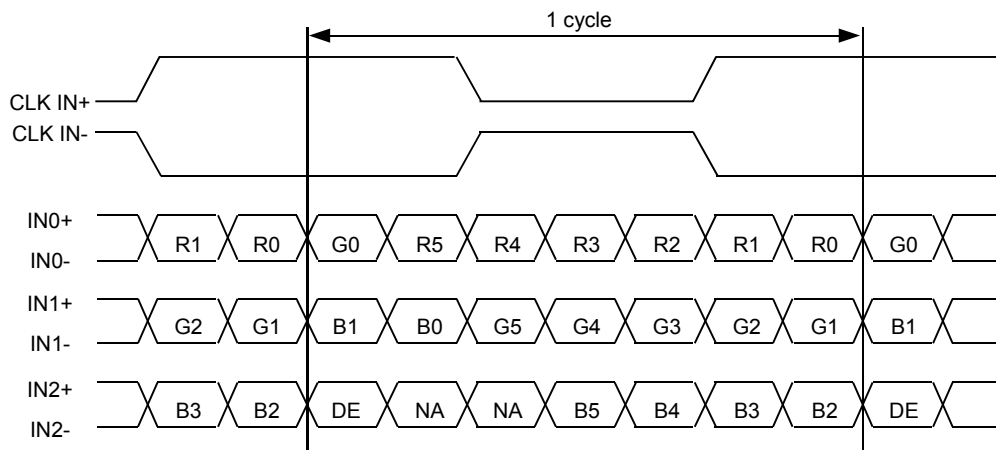 1 cycle
CLK IN+
CLK IN-
IN0+
R1 R0 G0 R5 R4 R3 R2 R1 R0 G0
IN0-
IN1+
G2 G1 B1 B0 G5 G4 G3 G2 G1 B1
IN1-
IN2+
B3 B2 DE NA NA B5 B4 B3 B2 DE
IN2-